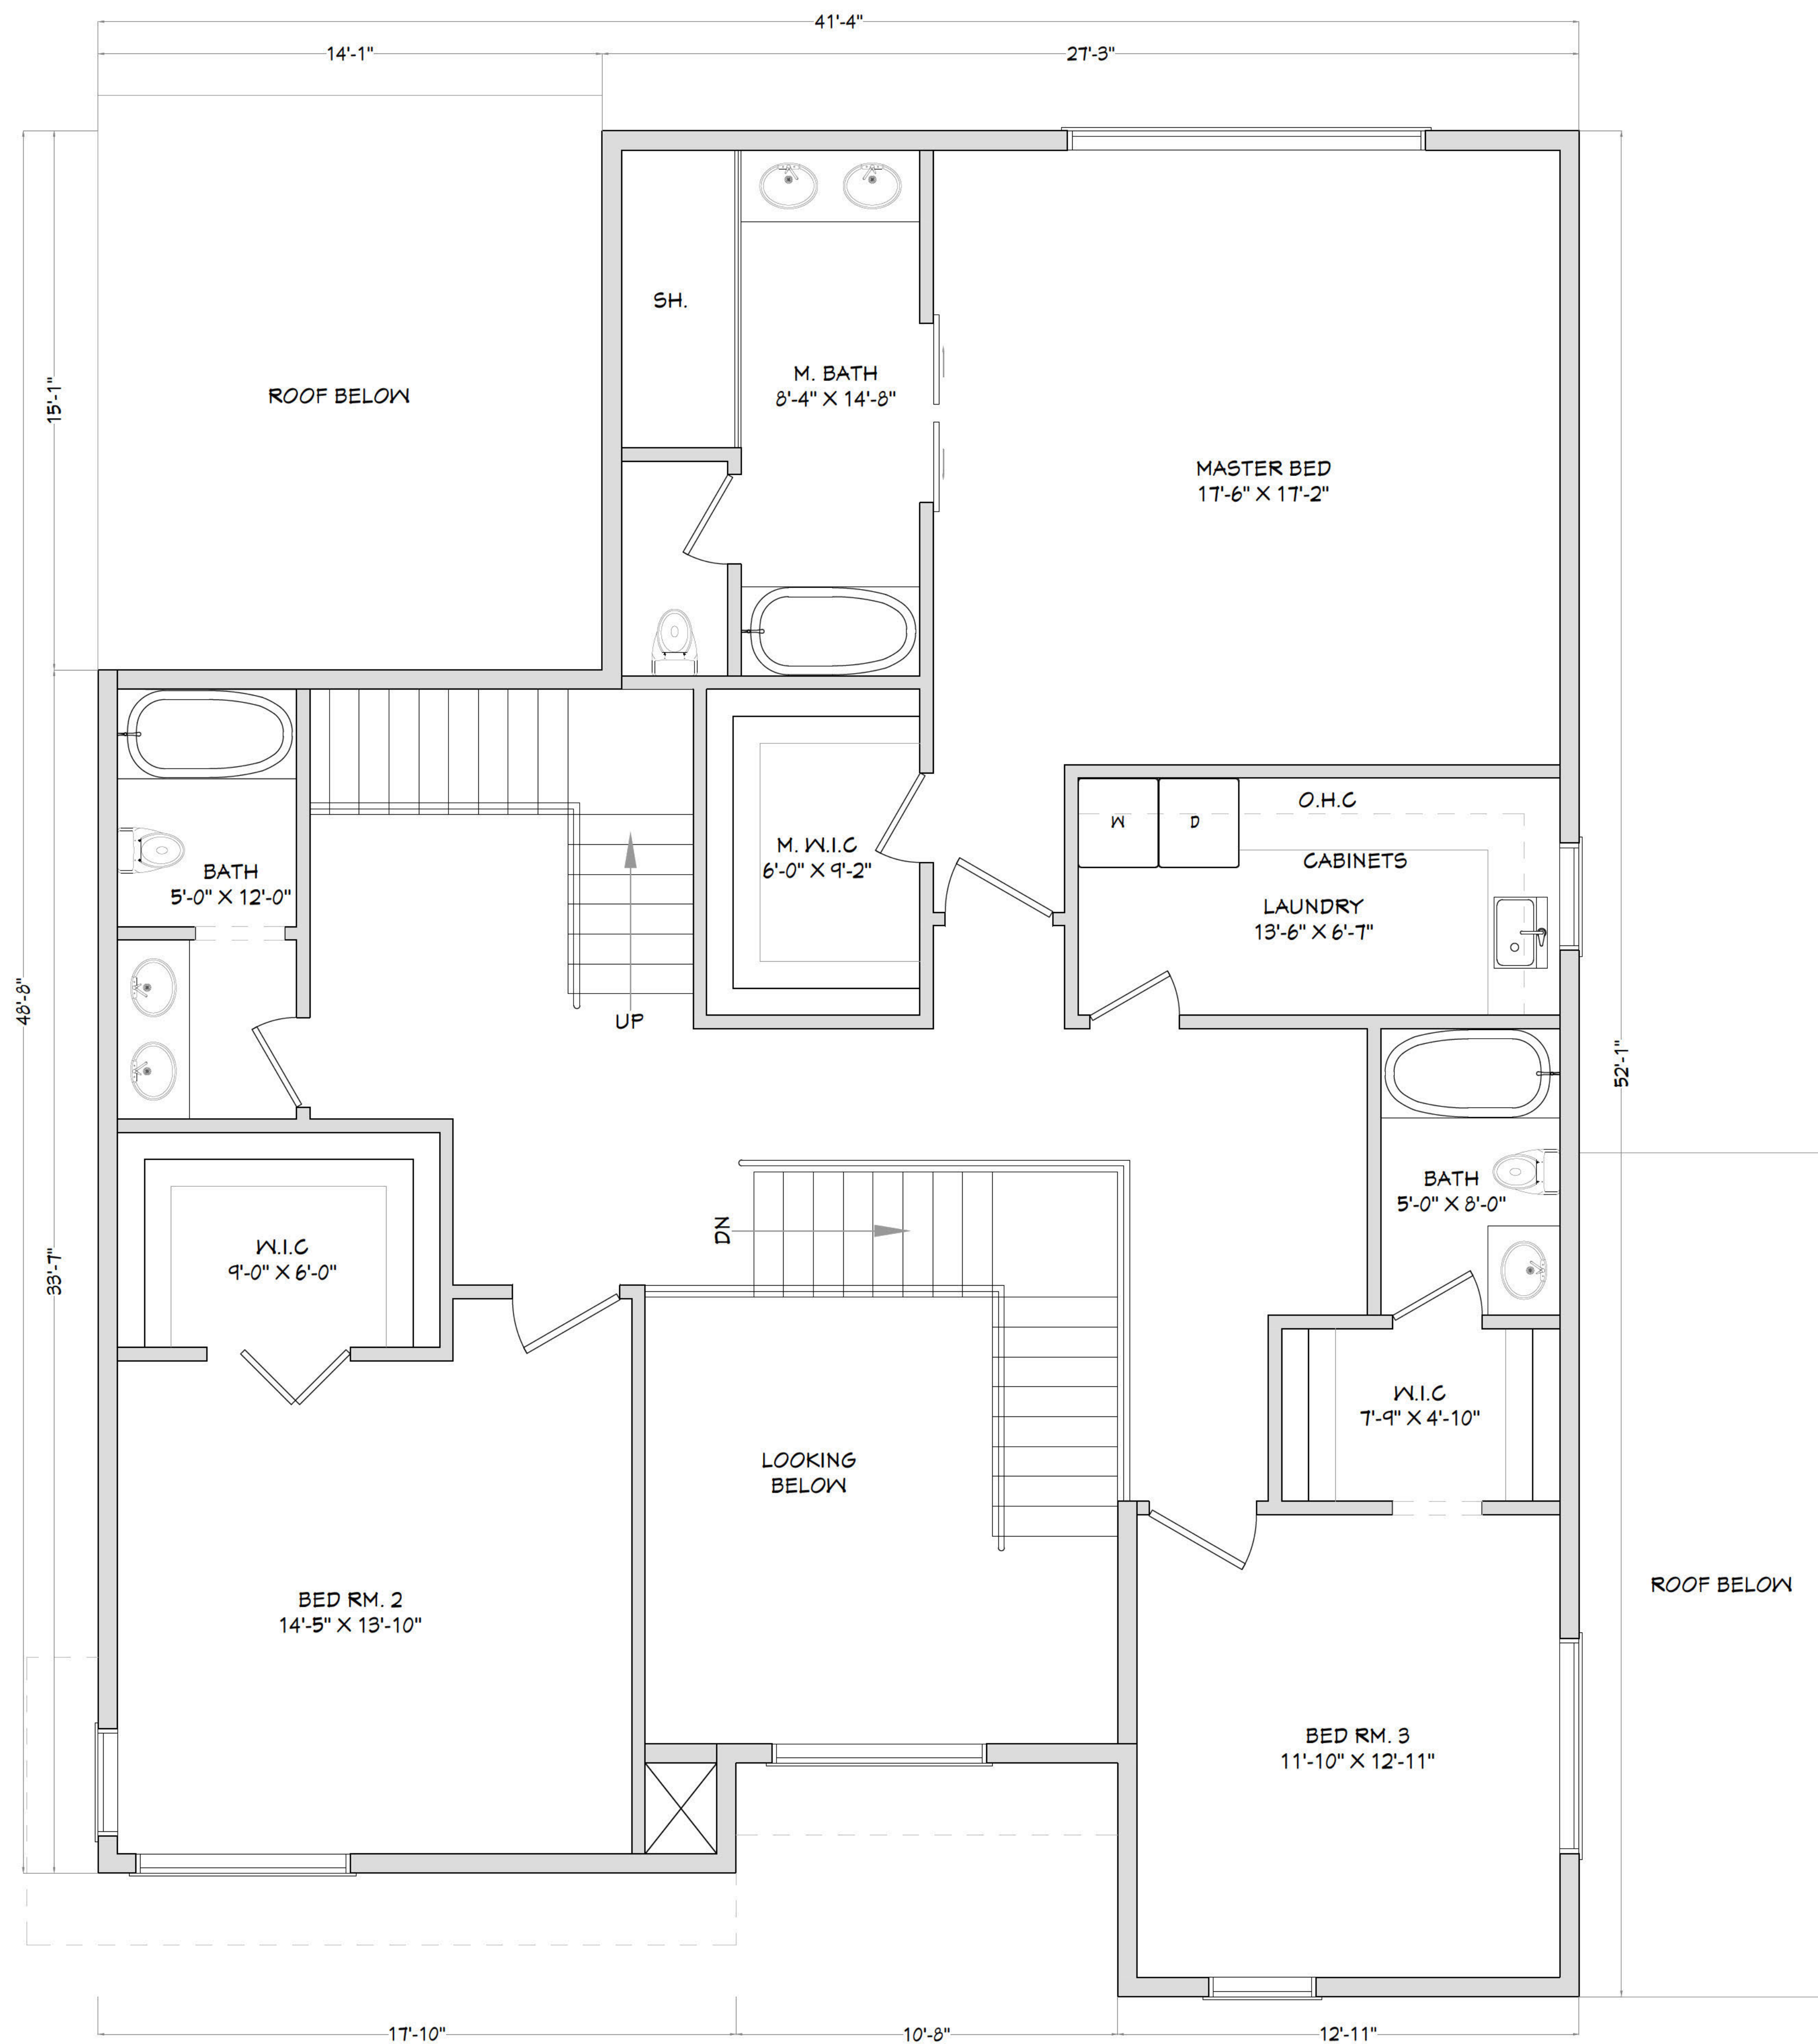 41'-4"
14'-1"
27'-3"
SH.
M. BATH
8'-4" X 14'-8"
ROOF BELOW
15'-1"
MASTER BED
17'-6" X 17'-2"
O.H.C
W
D
CABINETS
M. W.I.C
6'-0" X 9'-2"
BATH
5'-0" X 12'-0"
LAUNDRY
13'-6" X 6'-7"
48'-8"
UP
52'-1"
BATH
5'-0" X 8'-0"
DN
W.I.C
9'-0" X 6'-0"
33'-7"
W.I.C
7'-9" X 4'-10"
LOOKING
BELOW
ROOF BELOW
BED RM. 2
14'-5" X 13'-10"
BED RM. 3
11'-10" X 12'-11"
17'-10"
10'-8"
12'-11"